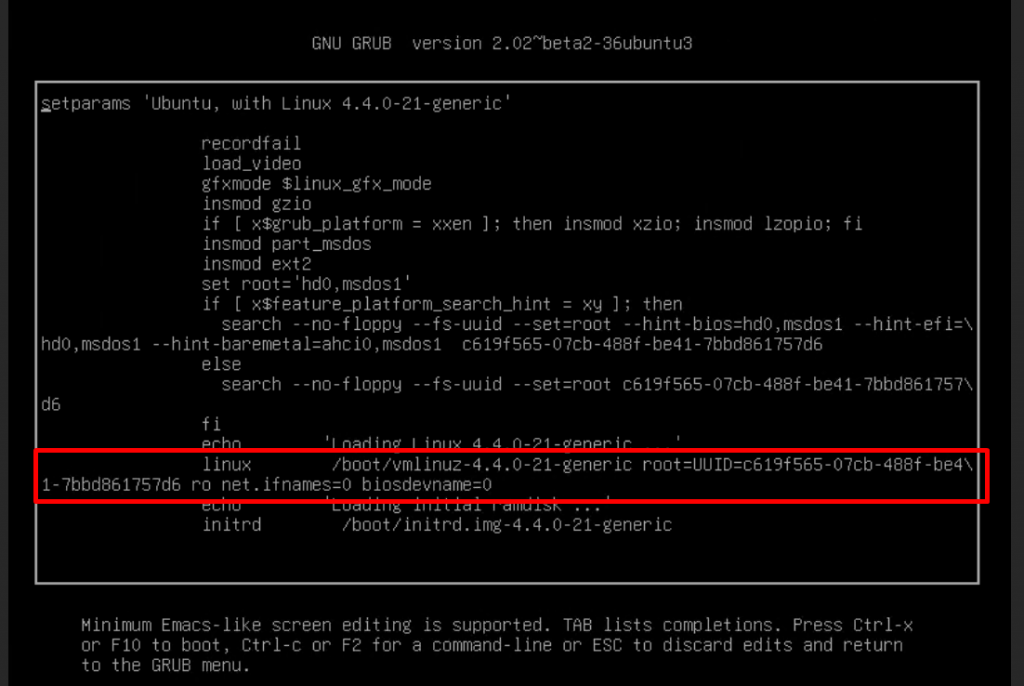 GNU GRUB  version 2.02~beta2-36ubuntu3
setparams 'Ubuntu, with Linux 4.4.0-21-generic'
recordfail
load_video
gfxmode $linux_gfx_mode
insmod gzio
if [ x$grub_platform = xxen ]; then insmod xzio; insmod lzopio; fi
insmod part_msdos
insmod ext2
set root='hd0,msdos1'
if [ x$feature_platform_search_hint = xy ]; then
search --no-floppy --fs-uuid --set=root --hint-bios=hd0,msdos1 --hint-efi=\
hd0,msdos1 --hint-baremetal=ahci0,msdos1  c619f565-07cb-488f-be41-7bbd861757d6
else
search --no-floppy --fs-uuid --set=root c619f565-07cb-488f-be41-7bbd861757\
d6
fi
echo 'Loading Linux 4.4.0-21-generic ...'
linux /boot/vmlinuz-4.4.0-21-generic root=UUID=c619f565-07cb-488f-be4\
1-7bbd861757d6 ro net.ifnames=0 biosdevname=0
echo 'Loading initial ramdisk ...'
initrd /boot/initrd.img-4.4.0-21-generic
Minimum Emacs-like screen editing is supported. TAB lists completions. Press Ctrl-x
or F10 to boot, Ctrl-c or F2 for a command-line or ESC to discard edits and return
to the GRUB menu.